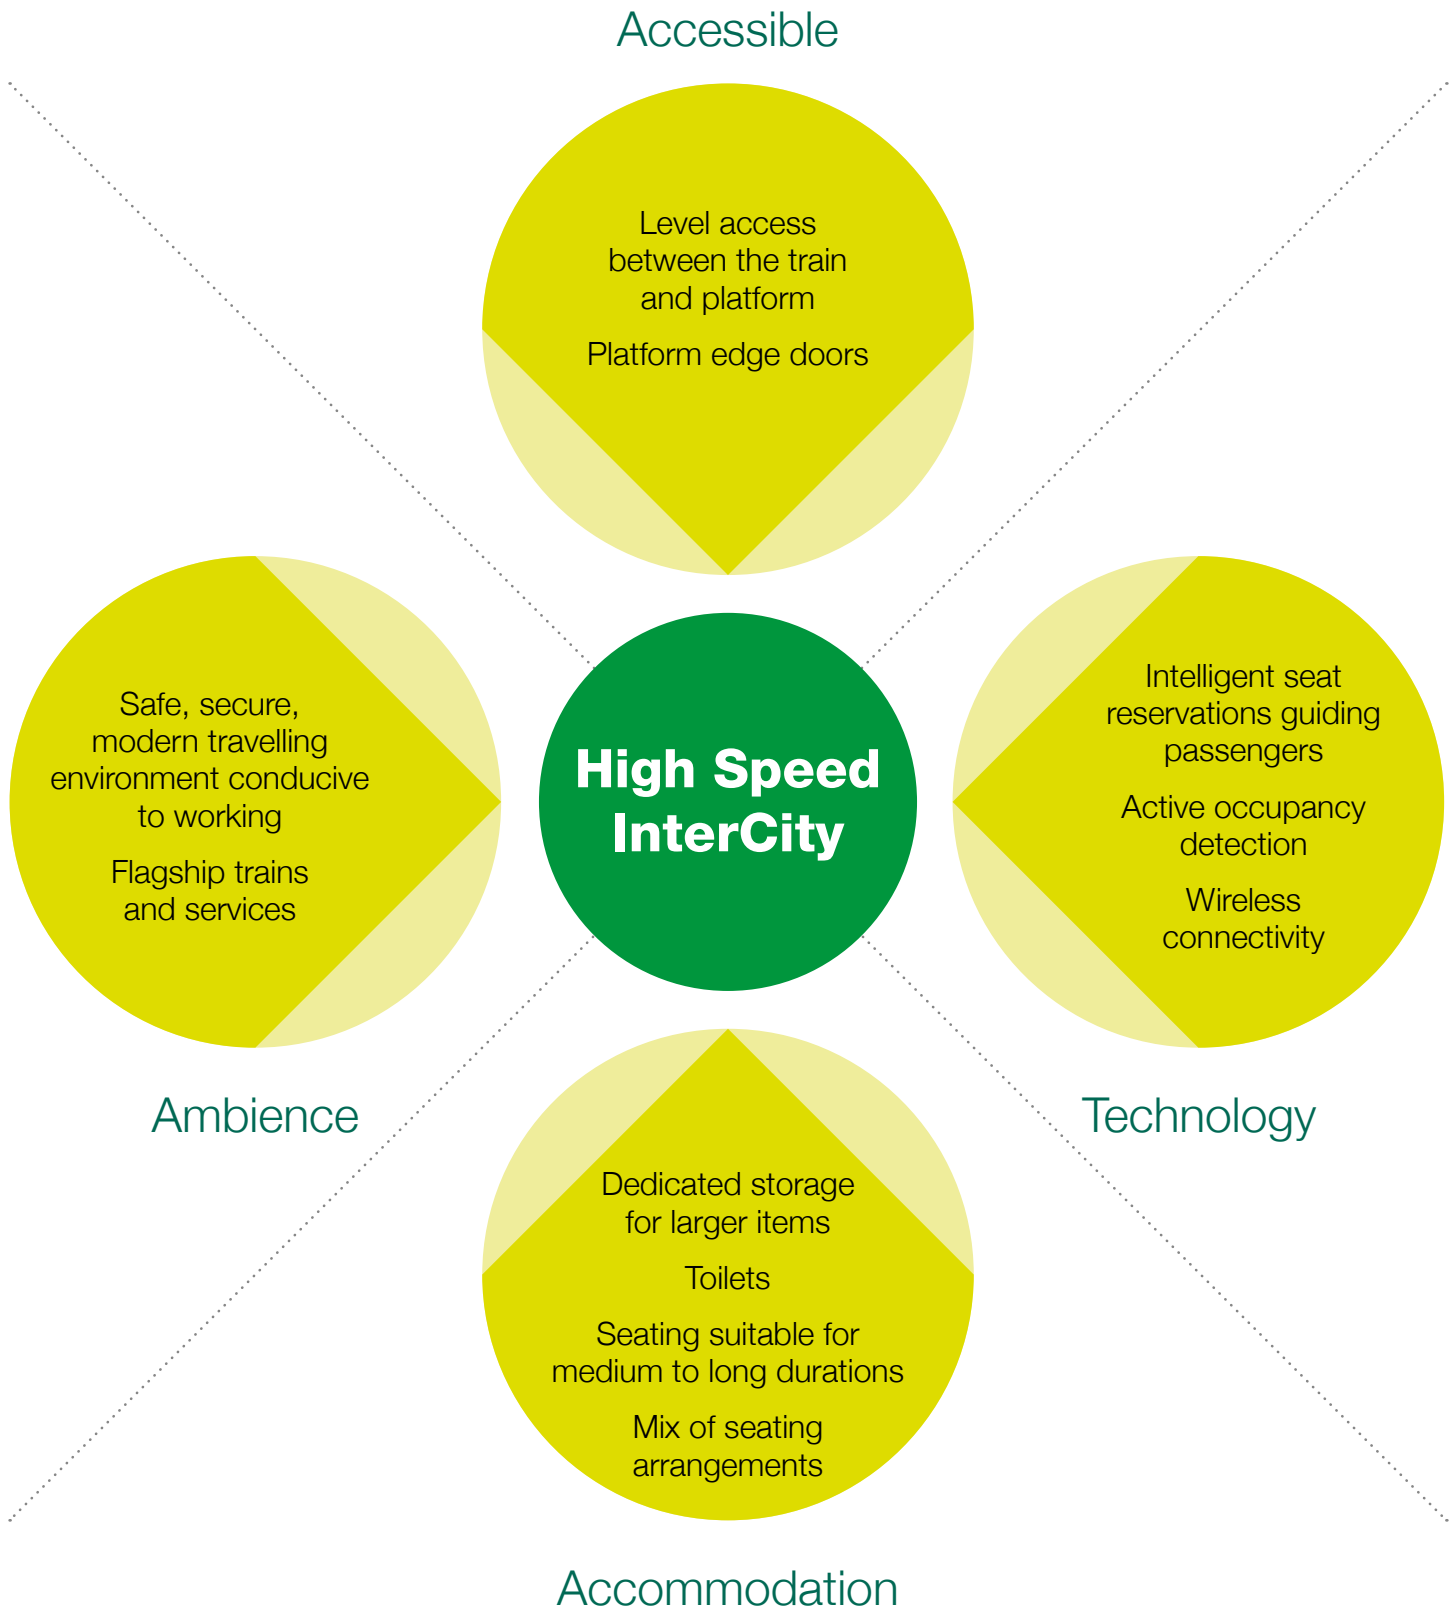 Accessible
Level access
between the train
and platform
Platform edge doors
Safe, secure,
modern travelling
environment conducive
to working
Flagship trains
and services
Ambience
High Speed
InterCity
Intelligent seat
reservations guiding
passengers
Active occupancy
detection
Wireless
connectivity
Technology
Dedicated storage
for larger items
Toilets
Seating suitable for
medium to long durations
Mix of seating
arrangements
Accommodation